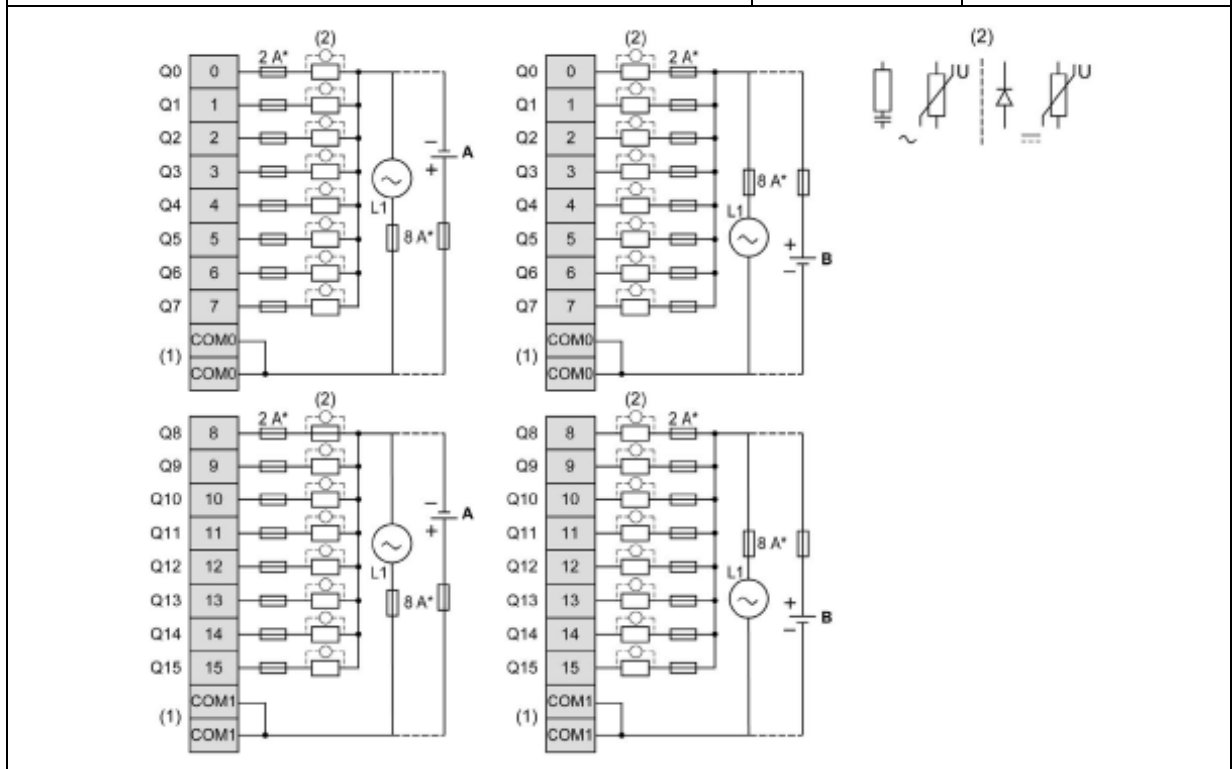 (2)
2 A*
Q0 0
Q1 1
Q2 2
Q3 3
Q4 4
Q5 5
Q6 6
Q7 7
COM0
(1)
COM0
L1
8 A*
−
+
A
(2)
2 A*
Q0 0
Q1 1
Q2 2
Q3 3
Q4 4
Q5 5
Q6 6
Q7 7
COM0
(1)
COM0
8 A*
L1
+
−
B
(2)
U
U
(2)
2 A*
Q8 8
Q9 9
Q10 10
Q11 11
Q12 12
Q13 13
Q14 14
Q15 15
COM1
(1)
COM1
L1
8 A*
−
+
A
(2)
2 A*
Q8 8
Q9 9
Q10 10
Q11 11
Q12 12
Q13 13
Q14 14
Q15 15
COM1
(1)
COM1
8 A*
L1
+
−
B